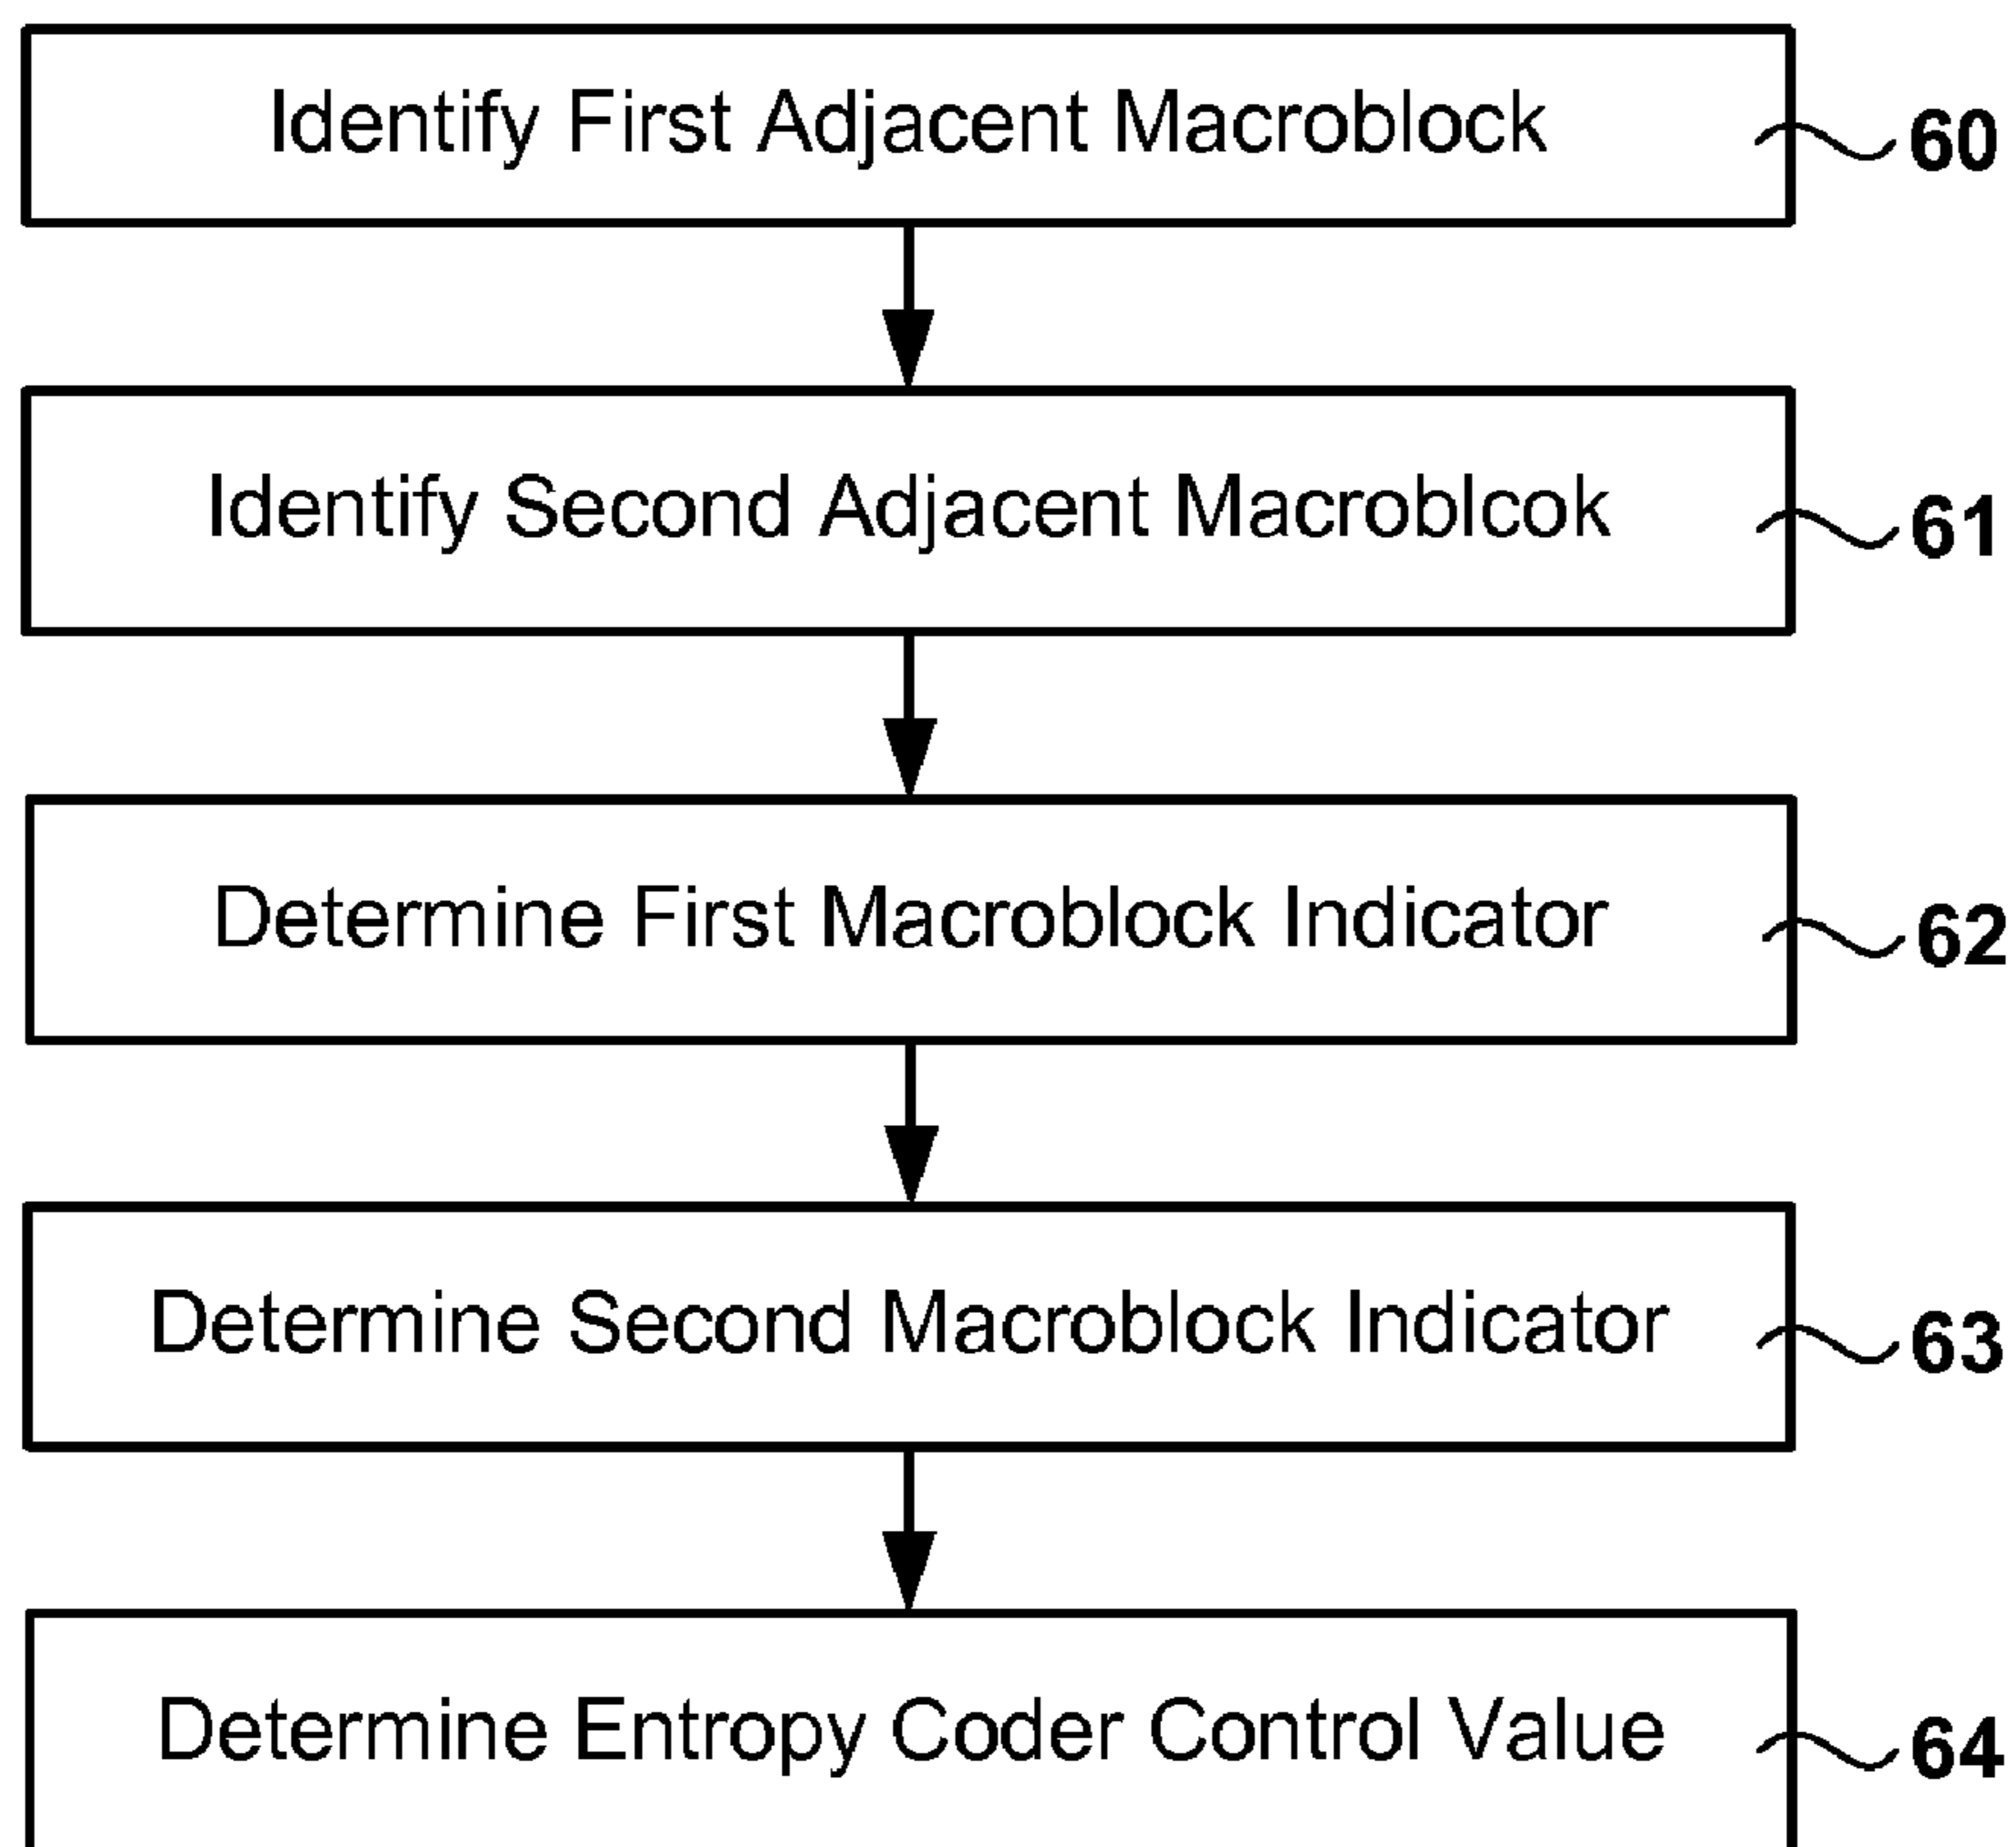 Identify First Adjacent Macroblock 60
Identify Second Adjacent Macroblcok 61
Determine First Macroblock Indicator 62
Determine Second Macroblock Indicator 63
Determine Entropy Coder Control Value 64